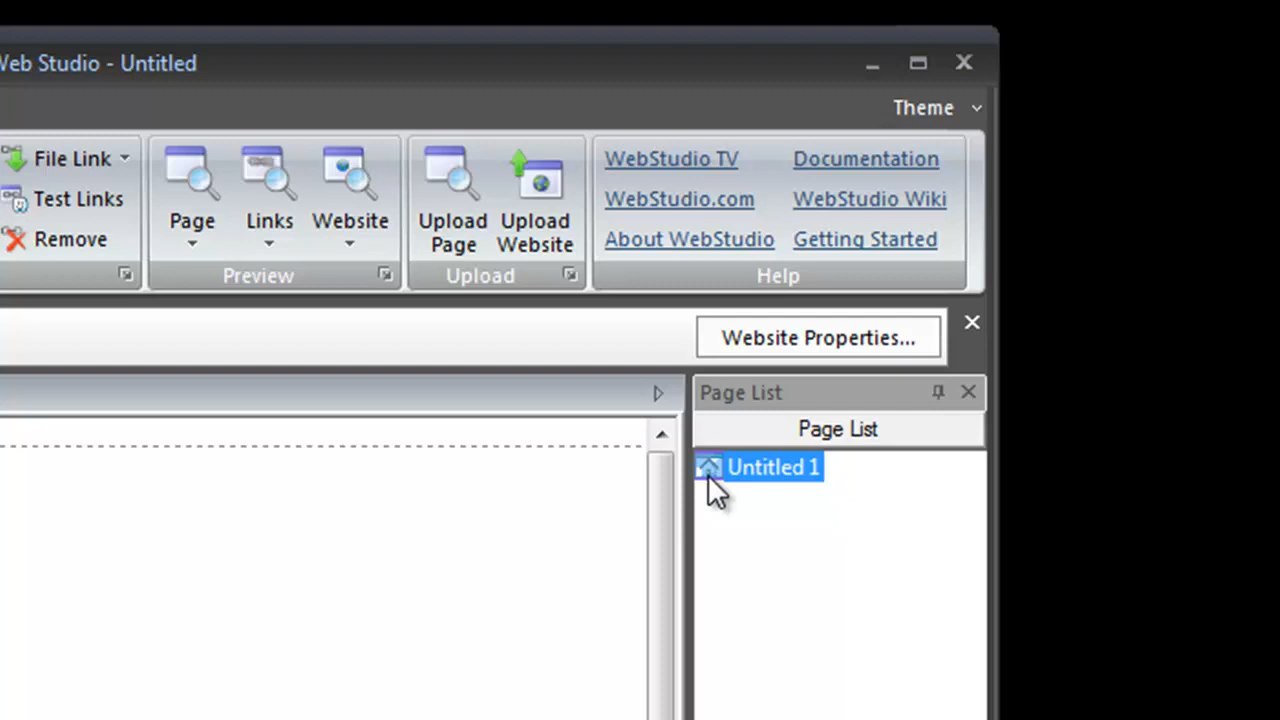 Web Studio - Untitled
Theme
File Link
Test Links
Remove
Page
Links
Website
Preview
Upload Page
Upload Website
Upload
WebStudio TV
Documentation
WebStudio.com
WebStudio Wiki
About WebStudio
Getting Started
Help
Website Properties...
Page List
Page List
Untitled 1